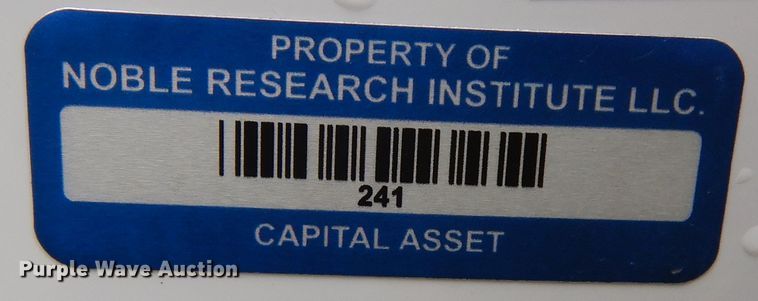 PROPERTY OF
NOBLE RESEARCH INSTITUTE LLC.
241
CAPITAL ASSET
Purple Wave Auction